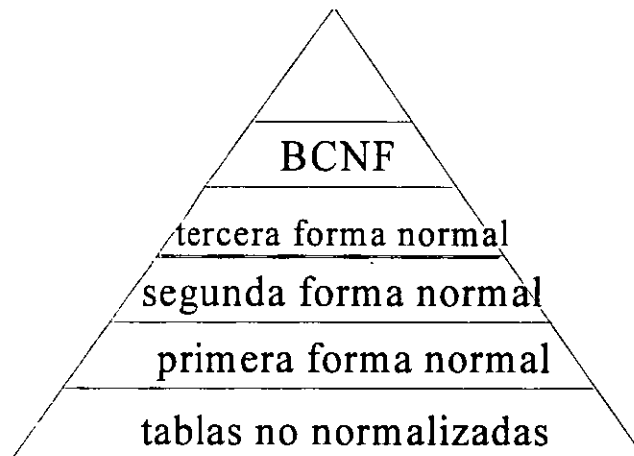 BCNF
tercera forma normal
segunda forma normal
primera forma normal
tablas no normalizadas